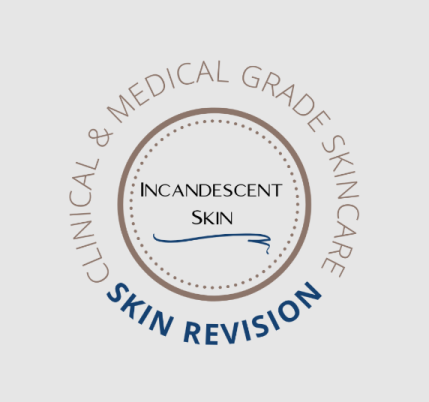 CLINICAL & MEDICAL GRADE SKINCARE
INCANDESCENT
SKIN
SKIN REVISION